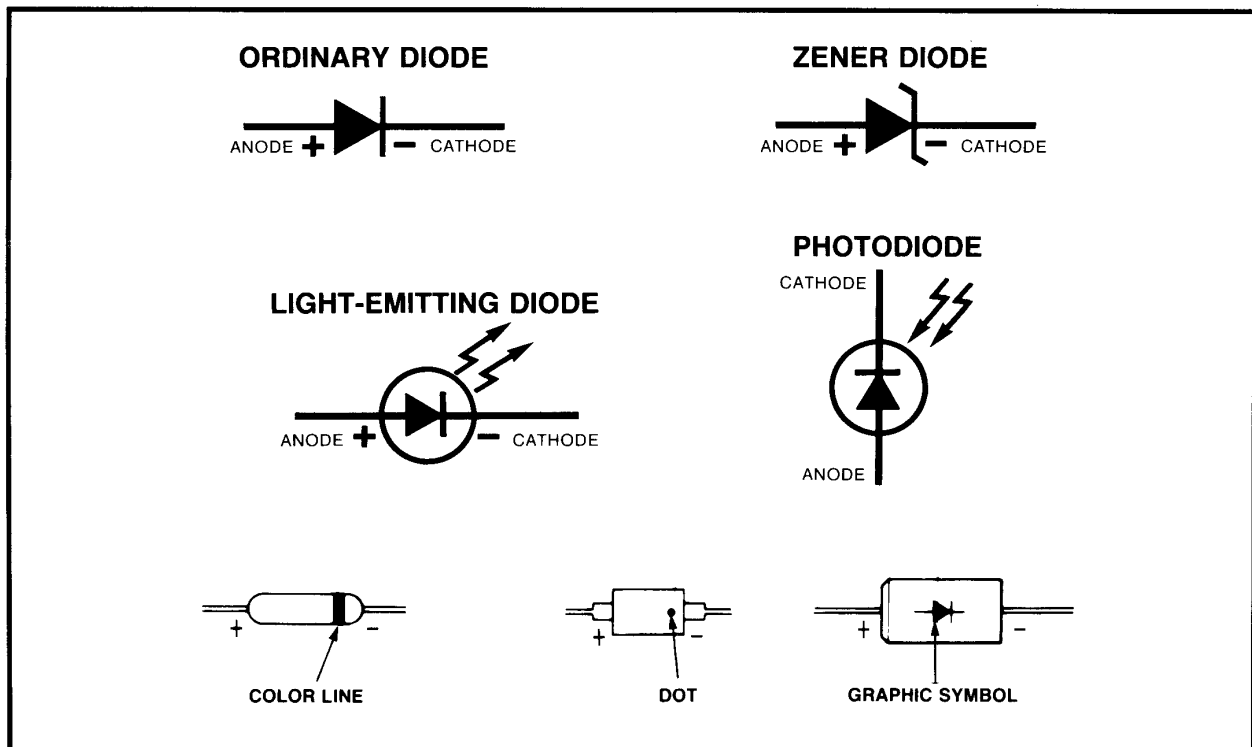 ORDINARY DIODE
ANODE + - CATHODE
ZENER DIODE
ANODE + - CATHODE
LIGHT-EMITTING DIODE
ANODE + - CATHODE
PHOTODIODE
CATHODE
ANODE
+ -
COLOR LINE
+ -
DOT
+ -
GRAPHIC SYMBOL